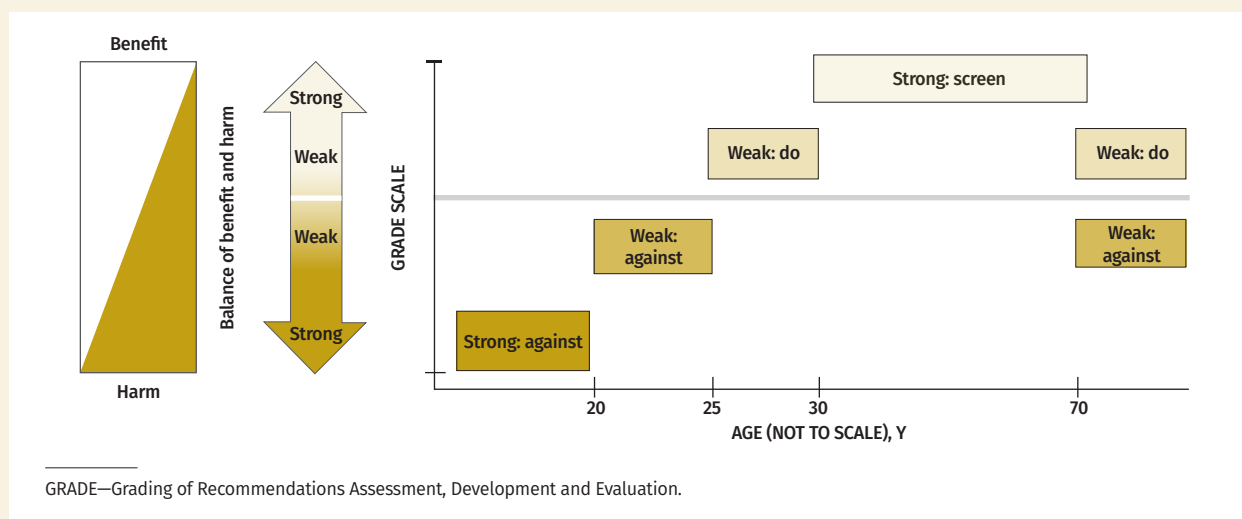 Benefit
Harm
Balance of benefit and harm
Strong
Weak
Weak
Strong
GRADE SCALE
Strong: screen
Weak: do
Weak: do
Weak:
against
Weak:
against
Strong: against
20
25
30
70
AGE (NOT TO SCALE), Y
GRADE—Grading of Recommendations Assessment, Development and Evaluation.